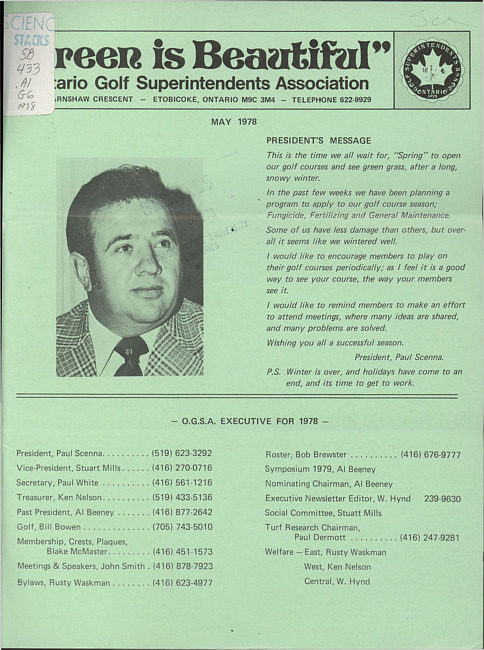 SCIENC
STACKS
SB
433
.A1
G6
1978
reen is Beautiful”
tario Golf Superintendents Association
ARNSHAW CRESCENT — ETOBICOKE, ONTARIO M9C 3M4 — TELEPHONE 622-9929
MAY 1978
PRESIDENT'S MESSAGE
This is the time we all wait for, "Spring" to open
our golf courses and see green grass, after a long,
snowy winter.
In the past few weeks we have been planning a
program to apply to our golf course season;
Fungicide, Fertilizing and General Maintenance.
Some of us have less damage than others, but over-
all it seems like we wintered well.
I would like to encourage members to play on
their golf courses periodically; as I feel it is a good
way to see your course, the way your members
see it.
I would like to remind members to make an effort
to attend meetings, where many ideas are shared,
and many problems are solved.
Wishing you all a successful season.
President, Paul Scenna.
P.S. Winter is over, and holidays have come to an
end, and its time to get to work.
— O.G.S.A. EXECUTIVE FOR 1978 —
President, Paul Scenna. . . . . . . . . . (519) 623-3292
Vice-President, Stuart Mills . . . . . . (416) 270-0716
Secretary, Paul White . . . . . . . . . . (416) 561-1216
Treasurer, Ken Nelson. . . . . . . . . . (519) 433-5136
Past President, Al Beeney . . . . . . . (416) 877-2642
Golf, Bill Bowen . . . . . . . . . . . . . . (705) 743-5010
Membership, Crests, Plaques,
Blake McMaster. . . . . . . . . (416) 451-1573
Meetings & Speakers, John Smith . (416) 878-7923
Bylaws, Rusty Waskman . . . . . . . . (416) 623-4977
Roster, Bob Brewster . . . . . . . . . . (416) 676-9777
Symposium 1979, Al Beeney
Nominating Chairman, Al Beeney
Executive Newsletter Editor, W. Hynd 239-9630
Social Committee, Stuatt Mills
Turf Research Chairman,
Paul Dermott . . . . . . . . . . (416) 247-9281
Welfare — East, Rusty Waskman
West, Ken Nelson
Central, W. Hynd